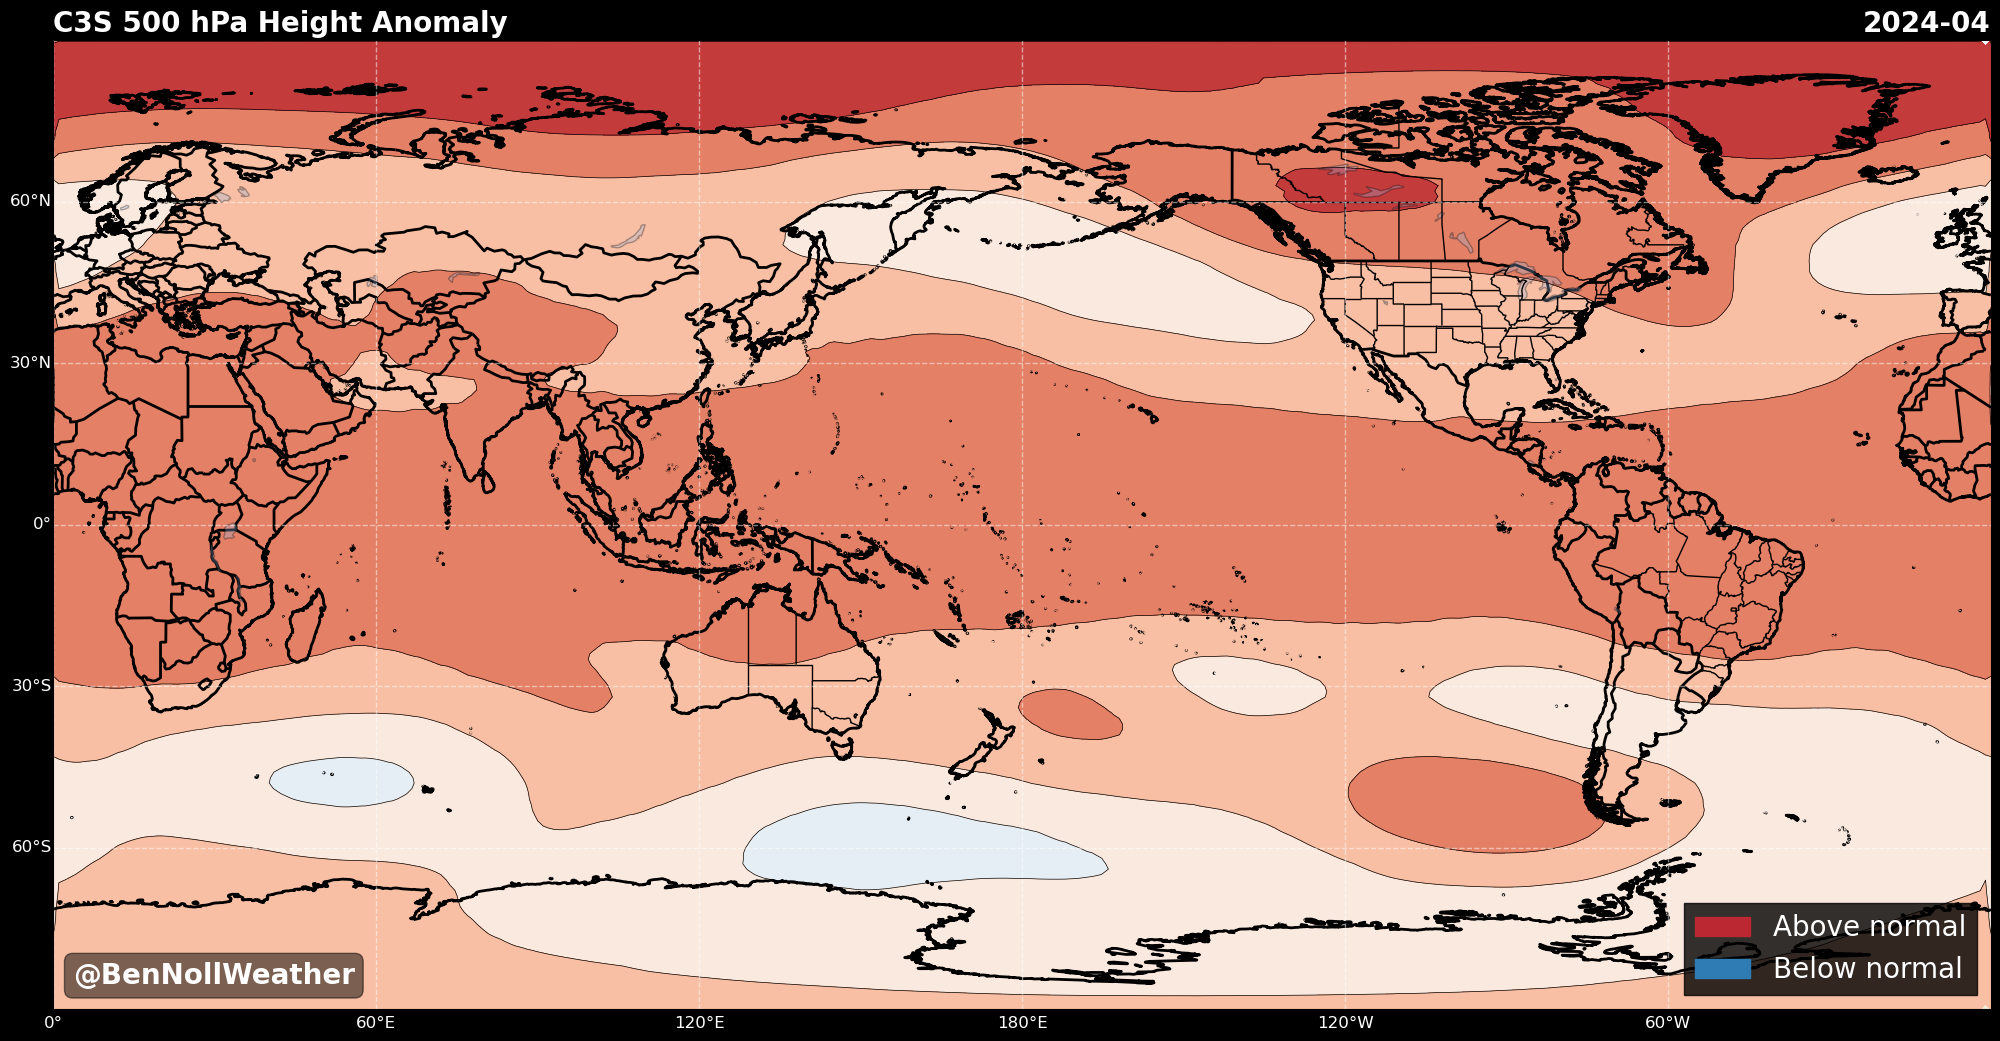 C3S 500 hPa Height Anomaly 2024-04
60°N
30°N
0°
30°S
60°S
@BenNollWeather
Above normal
Below normal
0° 60°E 120°E 180°E 120°W 60°W